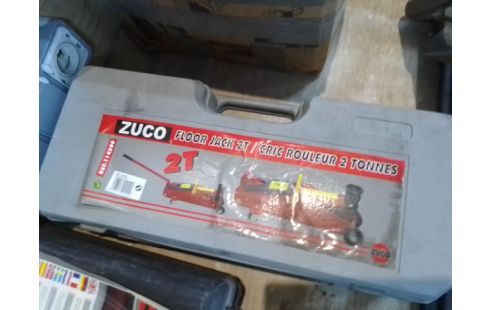 ZUCO FLOOR JACK 2T / CRIC ROULEUR 2 TONNES
2T
ZUCO